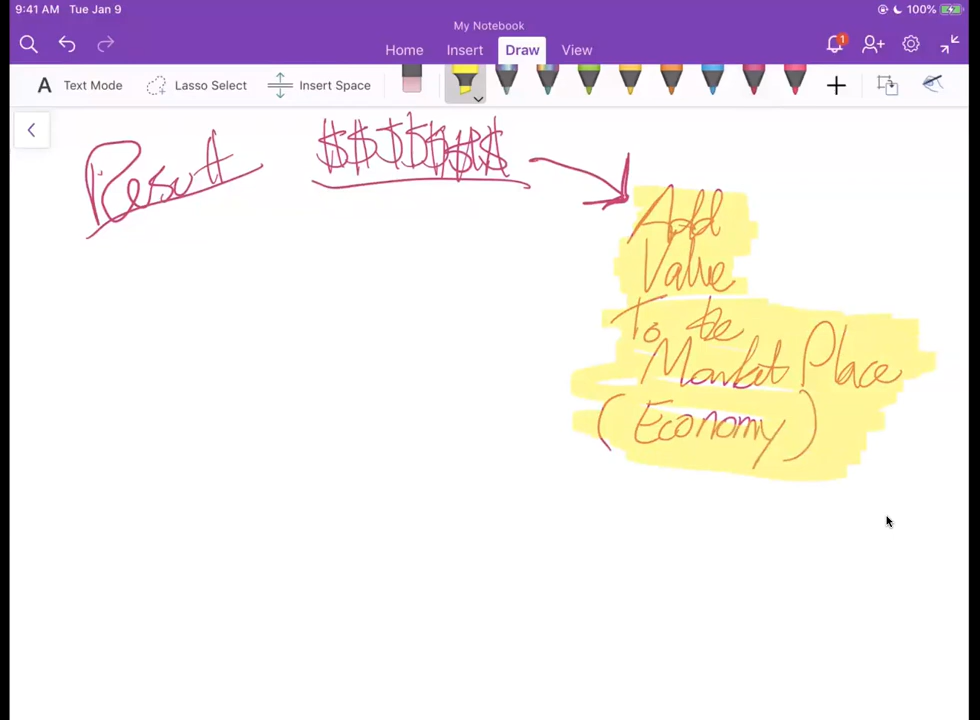 9:41 AM Tue Jan 9
100%
My Notebook
Home Insert Draw View
1
A Text Mode Lasso Select Insert Space
Result $$$$$$$
Add
Value
To the
Market Place
(Economy)